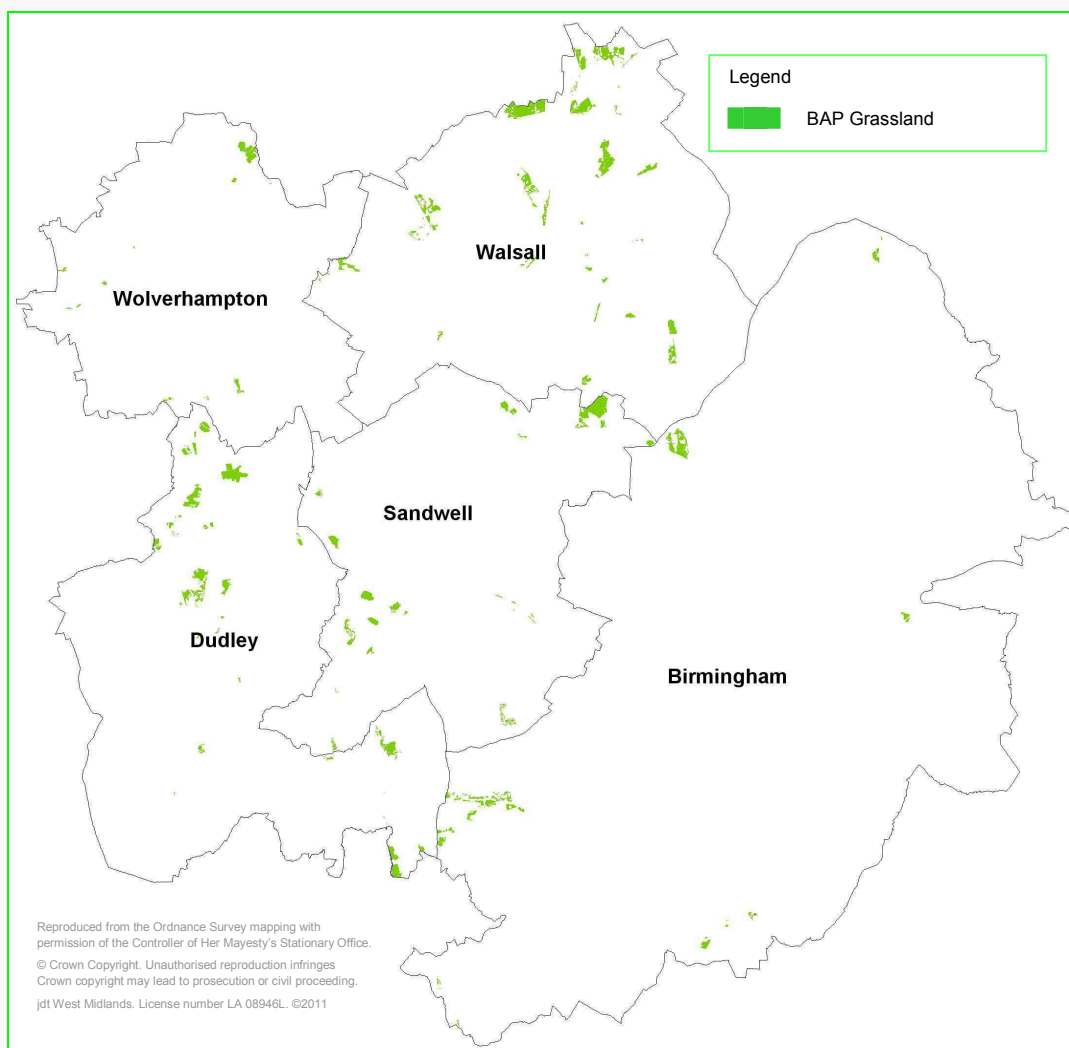 Legend
BAP Grassland
Walsall
Wolverhampton
Sandwell
Dudley
Birmingham
Reproduced from the Ordnance Survey mapping with
permission of the Controller of Her Mayesty's Stationary Office.
© Crown Copyright. Unauthorised reproduction infringes
Crown copyright may lead to prosecution or civil proceeding.
jdt West Midlands. License number LA 08946L. ©2011